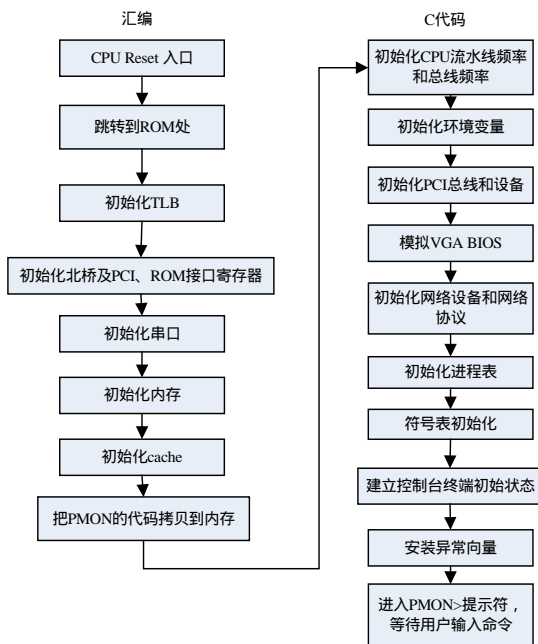 汇编
CPU Reset 入口
跳转到ROM处
初始化TLB
初始化北桥及PCI、ROM接口寄存器
初始化串口
初始化内存
初始化cache
把PMON的代码拷贝到内存
C代码
初始化CPU流水线频率
和总线频率
初始化环境变量
初始化PCI总线和设备
模拟VGA BIOS
初始化网络设备和网络
协议
初始化进程表
符号表初始化
建立控制台终端初始状态
安装异常向量
进入PMON>提示符，
等待用户输入命令